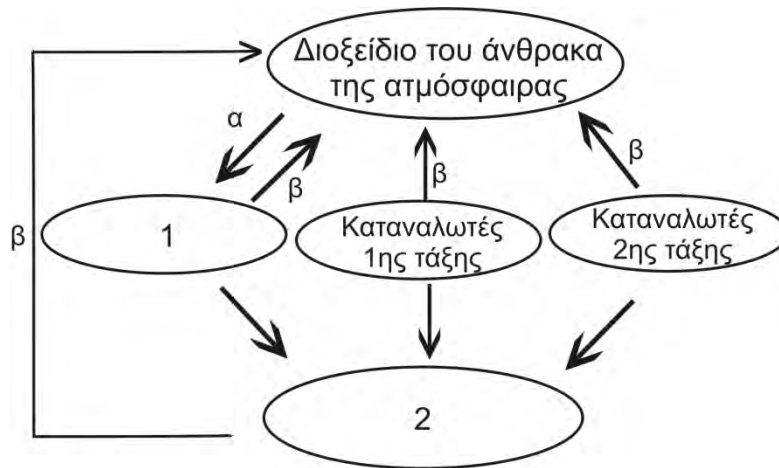 Διοξείδιο του άνθρακα
της ατμόσφαιρας
α
β
β
β
1
Καταναλωτές
1ης τάξης
Καταναλωτές
2ης τάξης
β
2